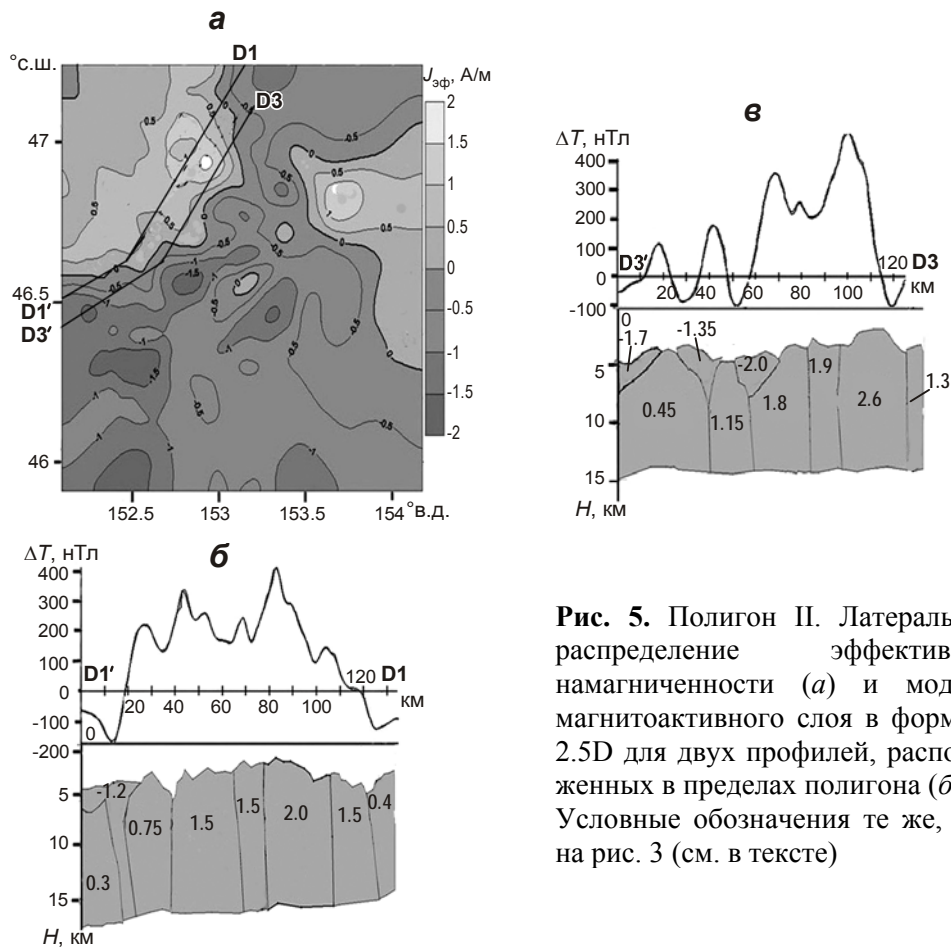 а
D1
°с.ш.
Jэф, А/м
D3
2
1.5
1
0.5
0
-0.5
-1
-1.5
-2
47
46.5
D1′
D3′
46
152.5 153 153.5 154 °в.д.
в
ΔT, нТл
400
300
200
100
D3′ 120 D3
0
20 40 60 80 100 км
-100
0
-1.7 -1.35
-2.0 1.9
5
1.3
0.45 1.15 1.8 2.6
10
15
H, км
б
ΔT, нТл
400
300
200
100
D1′ 120 D1
0
20 40 60 80 100 км
-100
0
-200
-1.2
5
0.75 1.5 1.5 2.0 1.5 0.4
10
0.3
15
H, км
Рис. 5. Полигон II. Латераль
распределение эффектив
намагниченности (а) и мод
магнитоактивного слоя в форм
2.5D для двух профилей, распо
женных в пределах полигона (б
Условные обозначения те же,
на рис. 3 (см. в тексте)